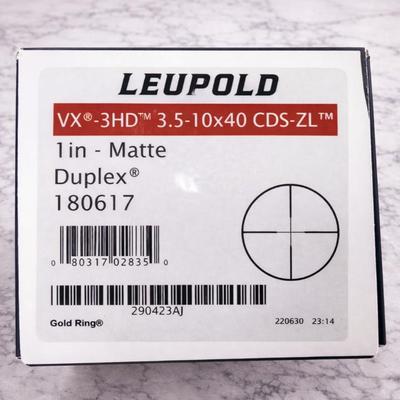 LEUPOLD
VX®-3HD™ 3.5-10x40 CDS-ZL™
1in - Matte
Duplex®
180617
0 80317 02835 0
290423AJ
Gold Ring® 220630 23:14